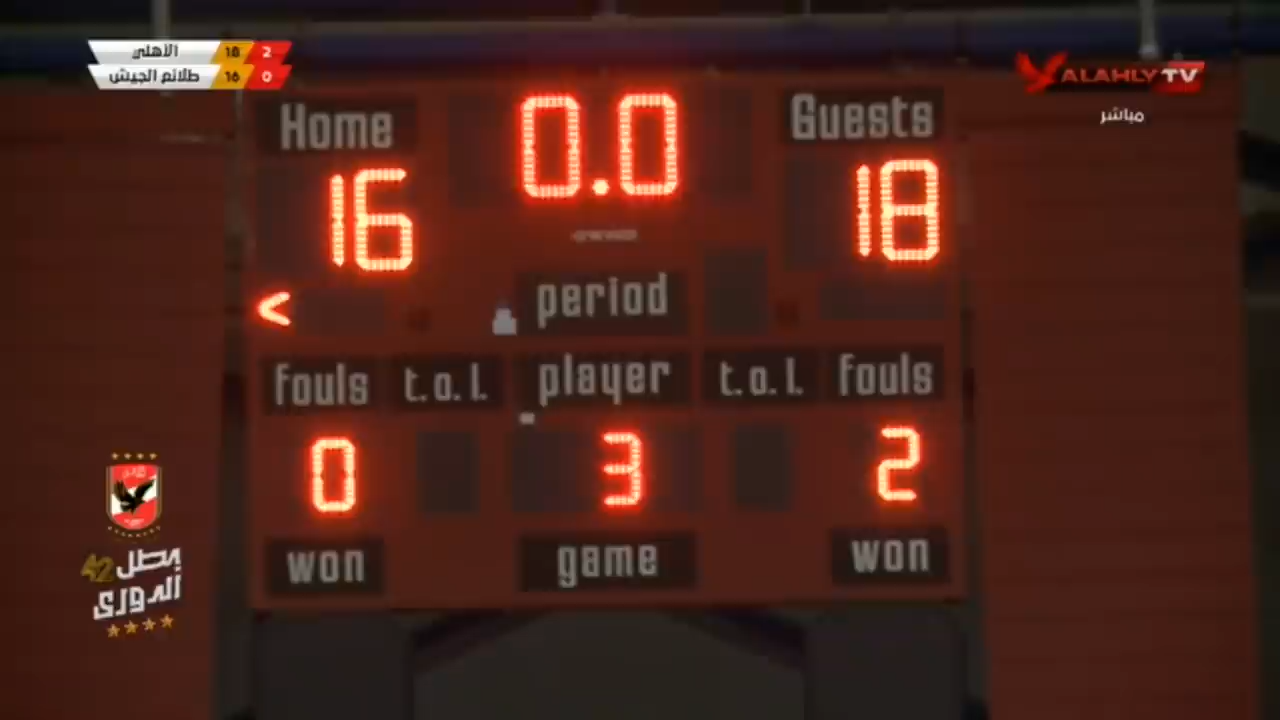 الأهلي 18 2
طلائع الجيش 16 0
ALAHLY TV
مباشر
Home 0.0 Guests
16 18
<
period
fouls t.o.l. player t.o.l. fouls
0 3 2
won game won
بطل 42
الدوري